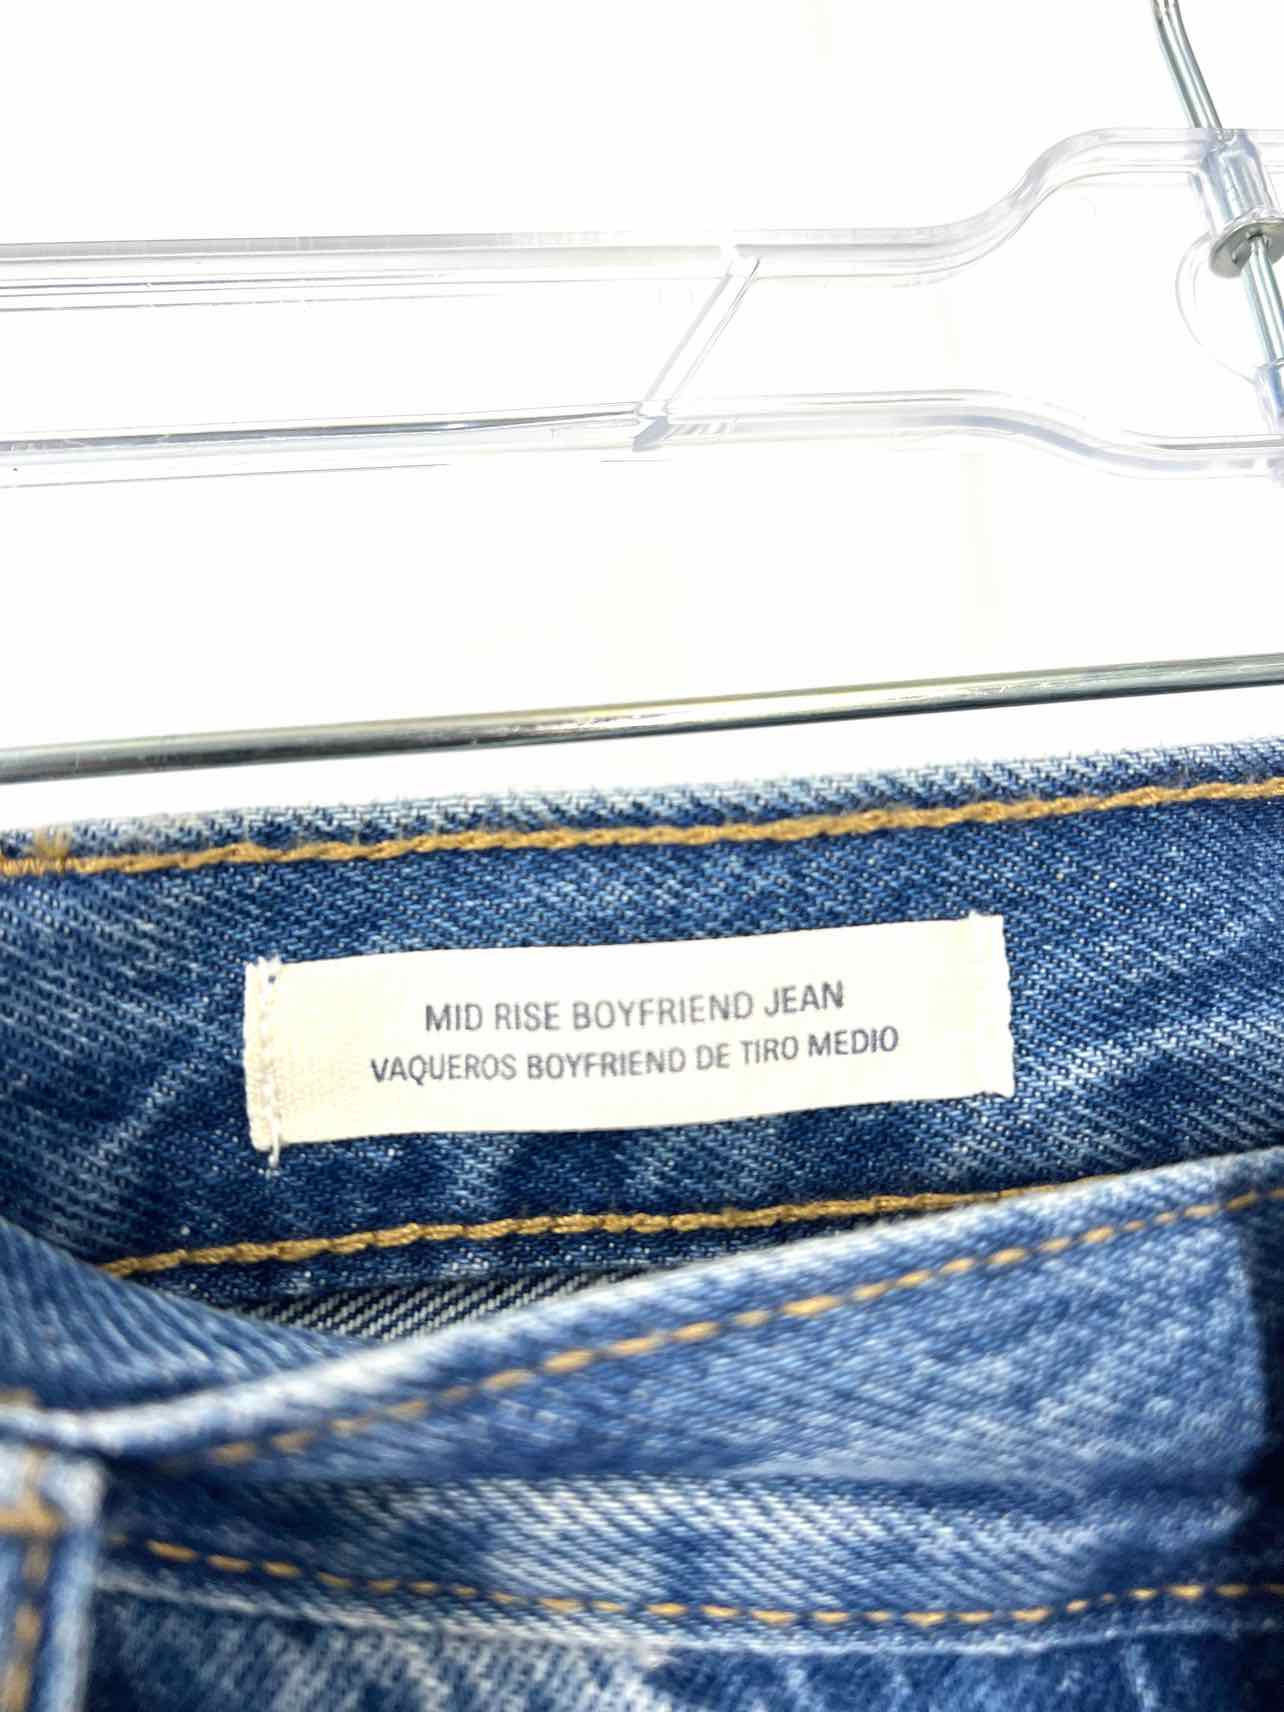 MID RISE BOYFRIEND JEAN
VAQUEROS BOYFRIEND DE TIRO MEDIO